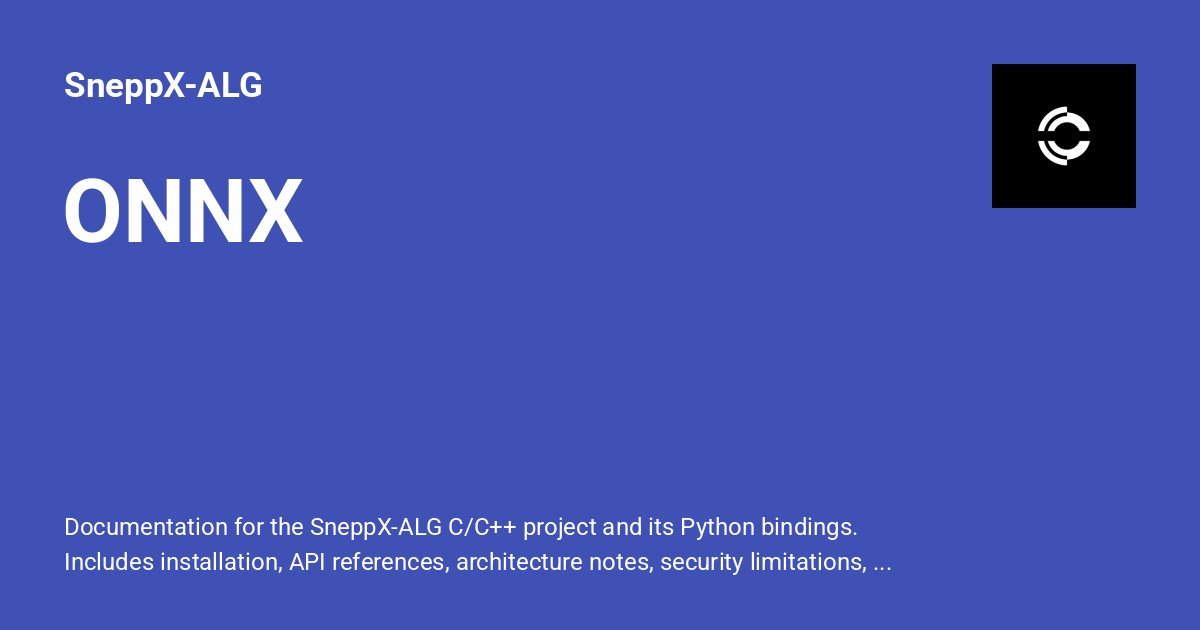 SneppX-ALG
ONNX
Documentation for the SneppX-ALG C/C++ project and its Python bindings.
Includes installation, API references, architecture notes, security limitations, ...